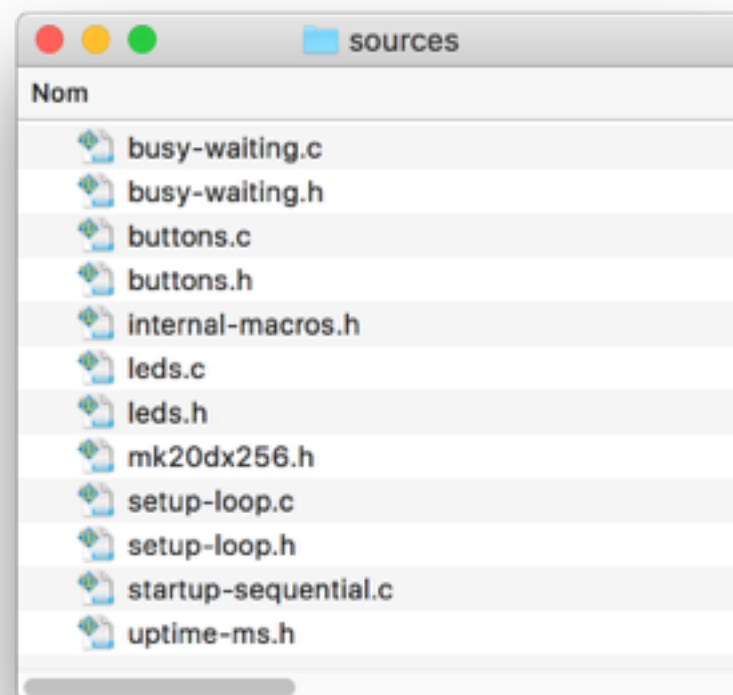 sources
Nom
busy-waiting.c
busy-waiting.h
buttons.c
buttons.h
internal-macros.h
leds.c
leds.h
mk20dx256.h
setup-loop.c
setup-loop.h
startup-sequential.c
uptime-ms.h